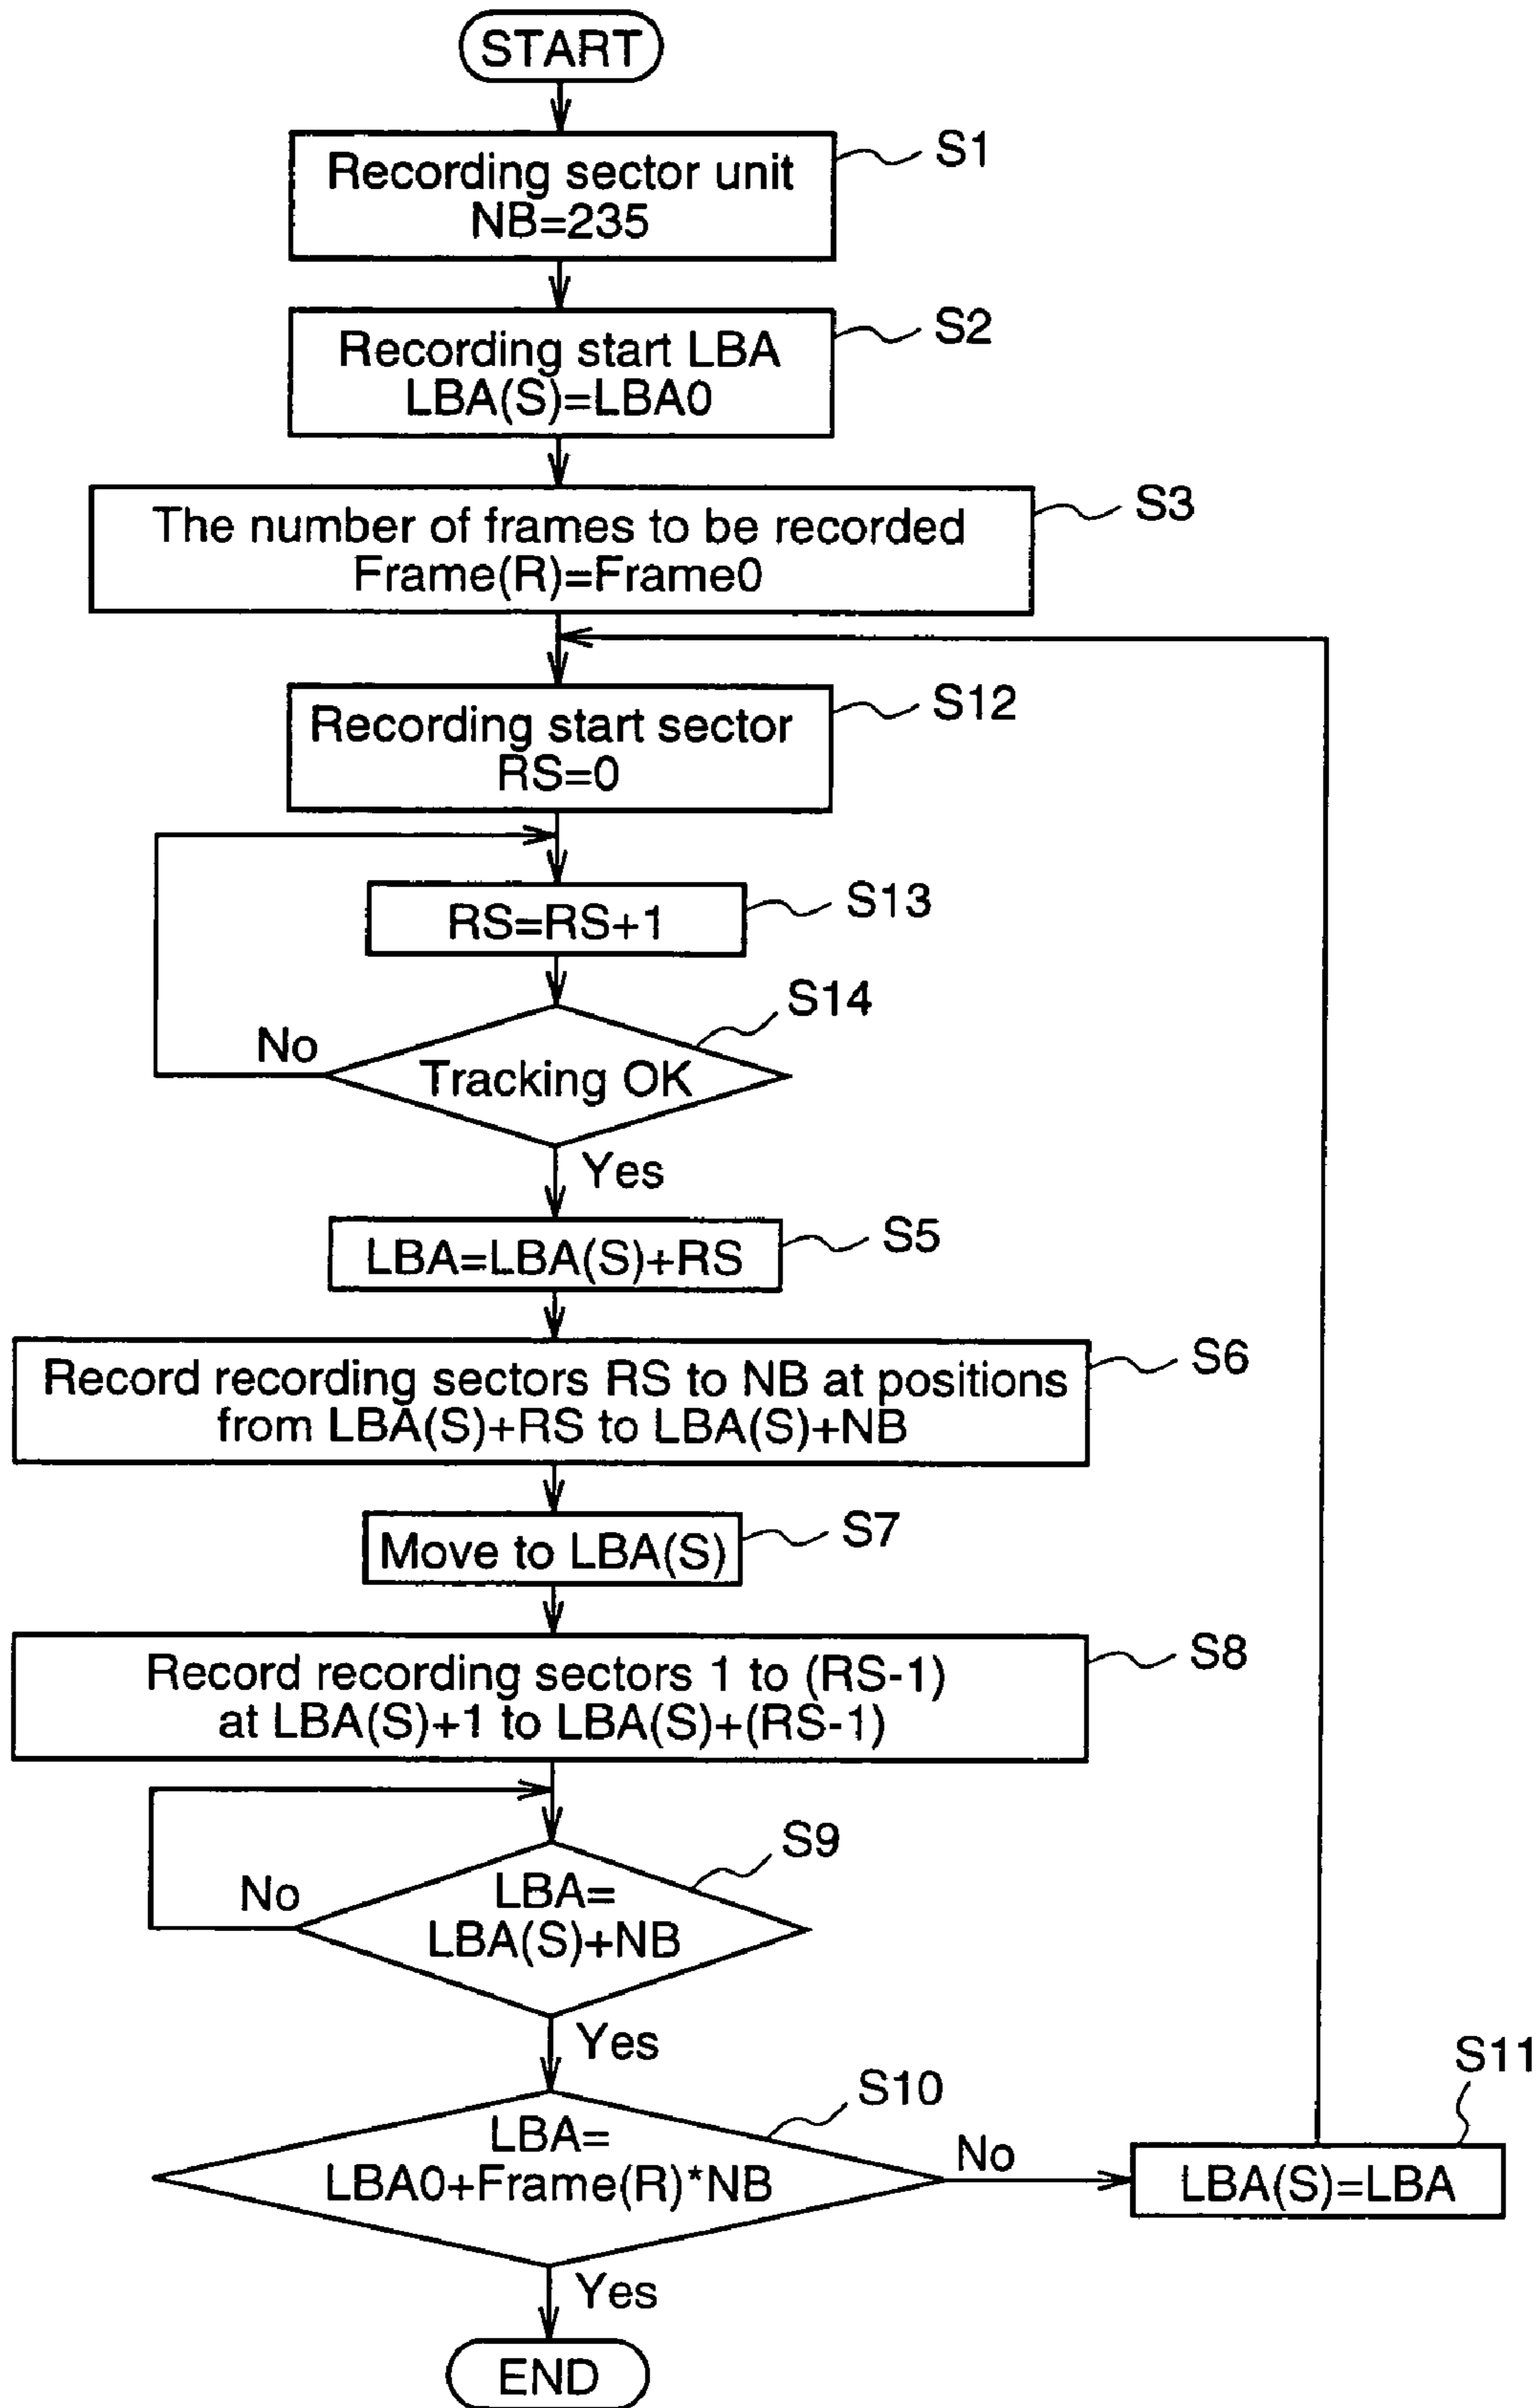 START
S1
Recording sector unit
NB=235
S2
Recording start LBA
LBA(S)=LBA0
S3
The number of frames to be recorded
Frame(R)=Frame0
S12
Recording start sector
RS=0
S13
RS=RS+1
S14
No
Tracking OK
Yes
S5
LBA=LBA(S)+RS
S6
Record recording sectors RS to NB at positions
from LBA(S)+RS to LBA(S)+NB
S7
Move to LBA(S)
S8
Record recording sectors 1 to (RS-1)
at LBA(S)+1 to LBA(S)+(RS-1)
S9
No
LBA=
LBA(S)+NB
Yes
S11
S10
LBA=
No
LBA0+Frame(R)*NB
LBA(S)=LBA
Yes
END